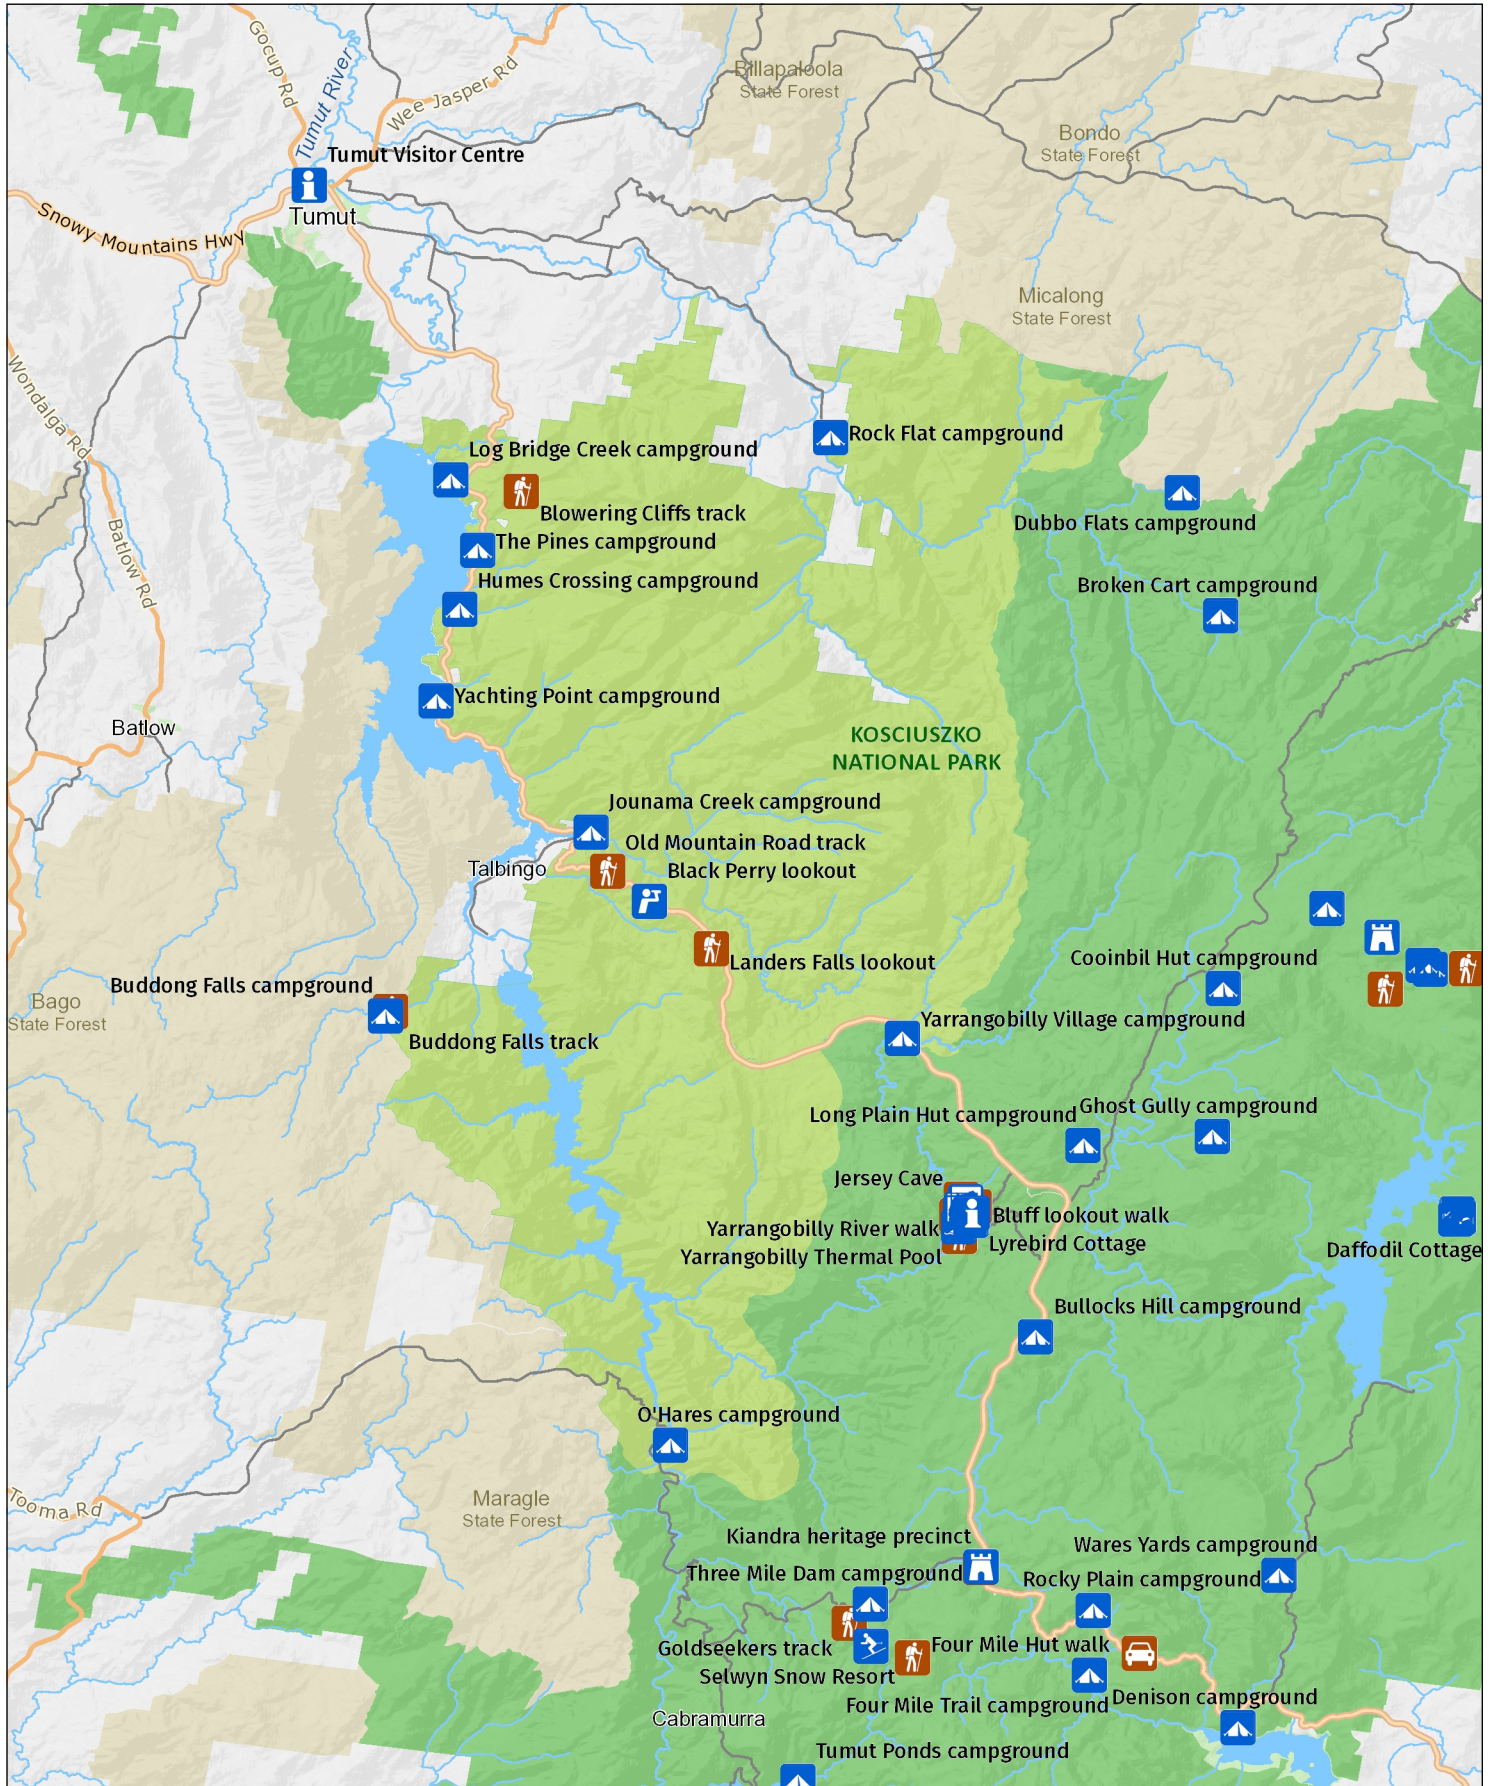 Gocup Rd
Tumut River
Wee Jasper Rd
Billapaloola
State Forest
Bondo
State Forest
Tumut Visitor Centre
Tumut
Snowy Mountains Hwy
Micalong
State Forest
Wondalga Rd
Log Bridge Creek campground
Rock Flat campground
Blowering Cliffs track
Dubbo Flats campground
The Pines campground
Batlow Rd
Humes Crossing campground
Broken Cart campground
Yachting Point campground
Batlow
KOSCIUSZKO
NATIONAL PARK
Jounama Creek campground
Old Mountain Road track
Talbingo
Black Perry lookout
Landers Falls lookout
Cooinbil Hut campground
Buddong Falls campground
Bago
State Forest
Yarrangobilly Village campground
Buddong Falls track
Long Plain Hut campground
Ghost Gully campground
Jersey Cave
Bluff lookout walk
Yarrangobilly River walk
Lyrebird Cottage
Yarrangobilly Thermal Pool
Daffodil Cottage
Bullocks Hill campground
O'Hares campground
Tooma Rd
Maragle
State Forest
Kiandra heritage precinct
Wares Yards campground
Three Mile Dam campground
Rocky Plain campground
Goldseekers track
Four Mile Hut walk
Selwyn Snow Resort
Four Mile Trail campground
Denison campground
Cabramurra
Tumut Ponds campground